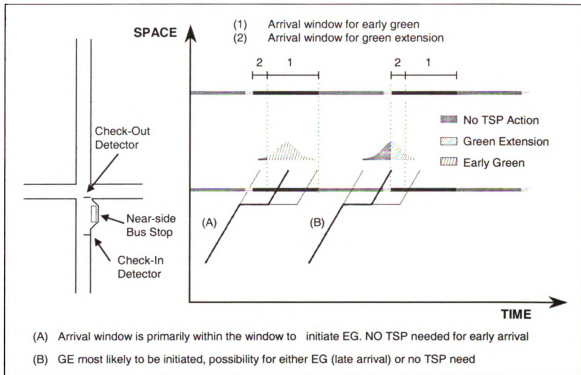 SPACE
(1) Arrival window for early green
(2) Arrival window for green extension
2 1
2 1
No TSP Action
Green Extension
Early Green
Check-Out
Detector
Near-side
Bus Stop
Check-In
Detector
(A)
(B)
TIME
(A) Arrival window is primarily within the window to initiate EG. NO TSP needed for early arrival
(B) GE most likely to be initiated, possibility for either EG (late arrival) or no TSP need